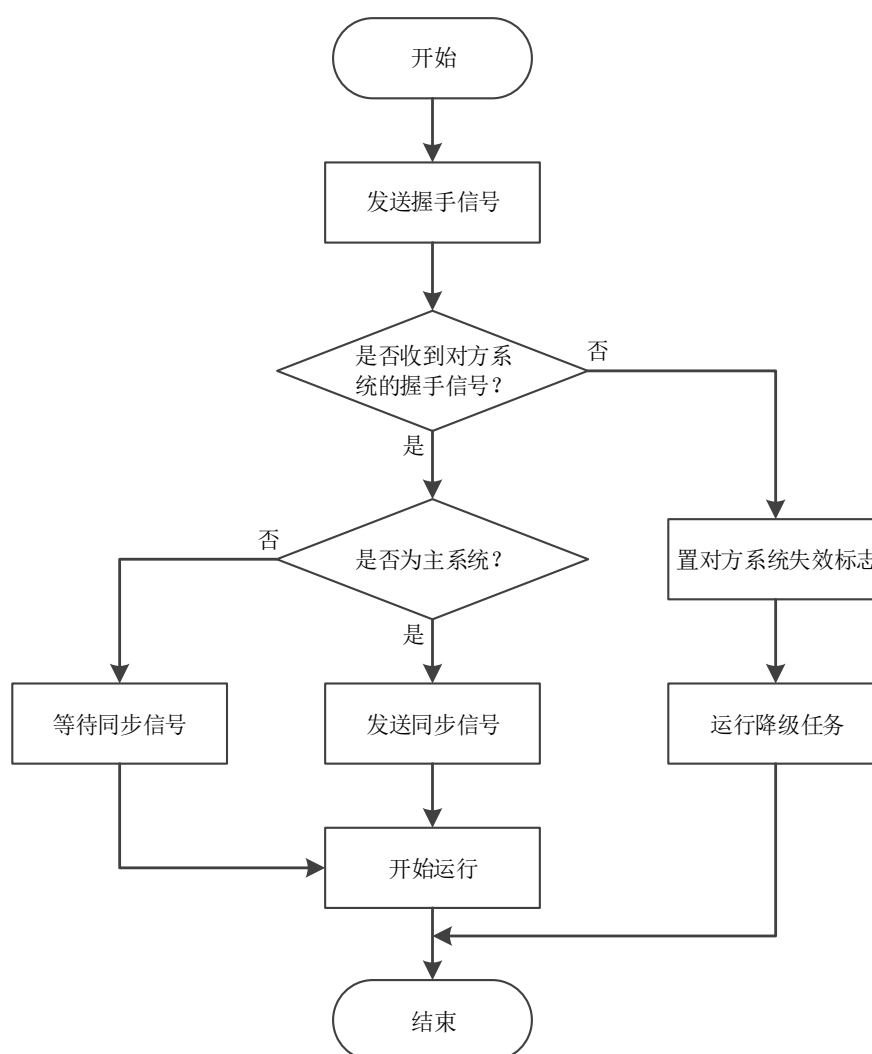 开始
发送握手信号
是否收到对方系
统的握手信号？
否
是
是否为主系统？
否
是
置对方系统失效标志
等待同步信号
发送同步信号
运行降级任务
开始运行
结束